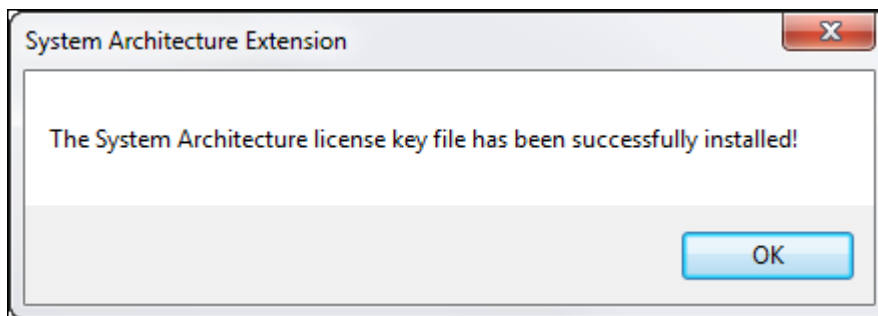 System Architecture Extension
The System Architecture license key file has been successfully installed!
OK